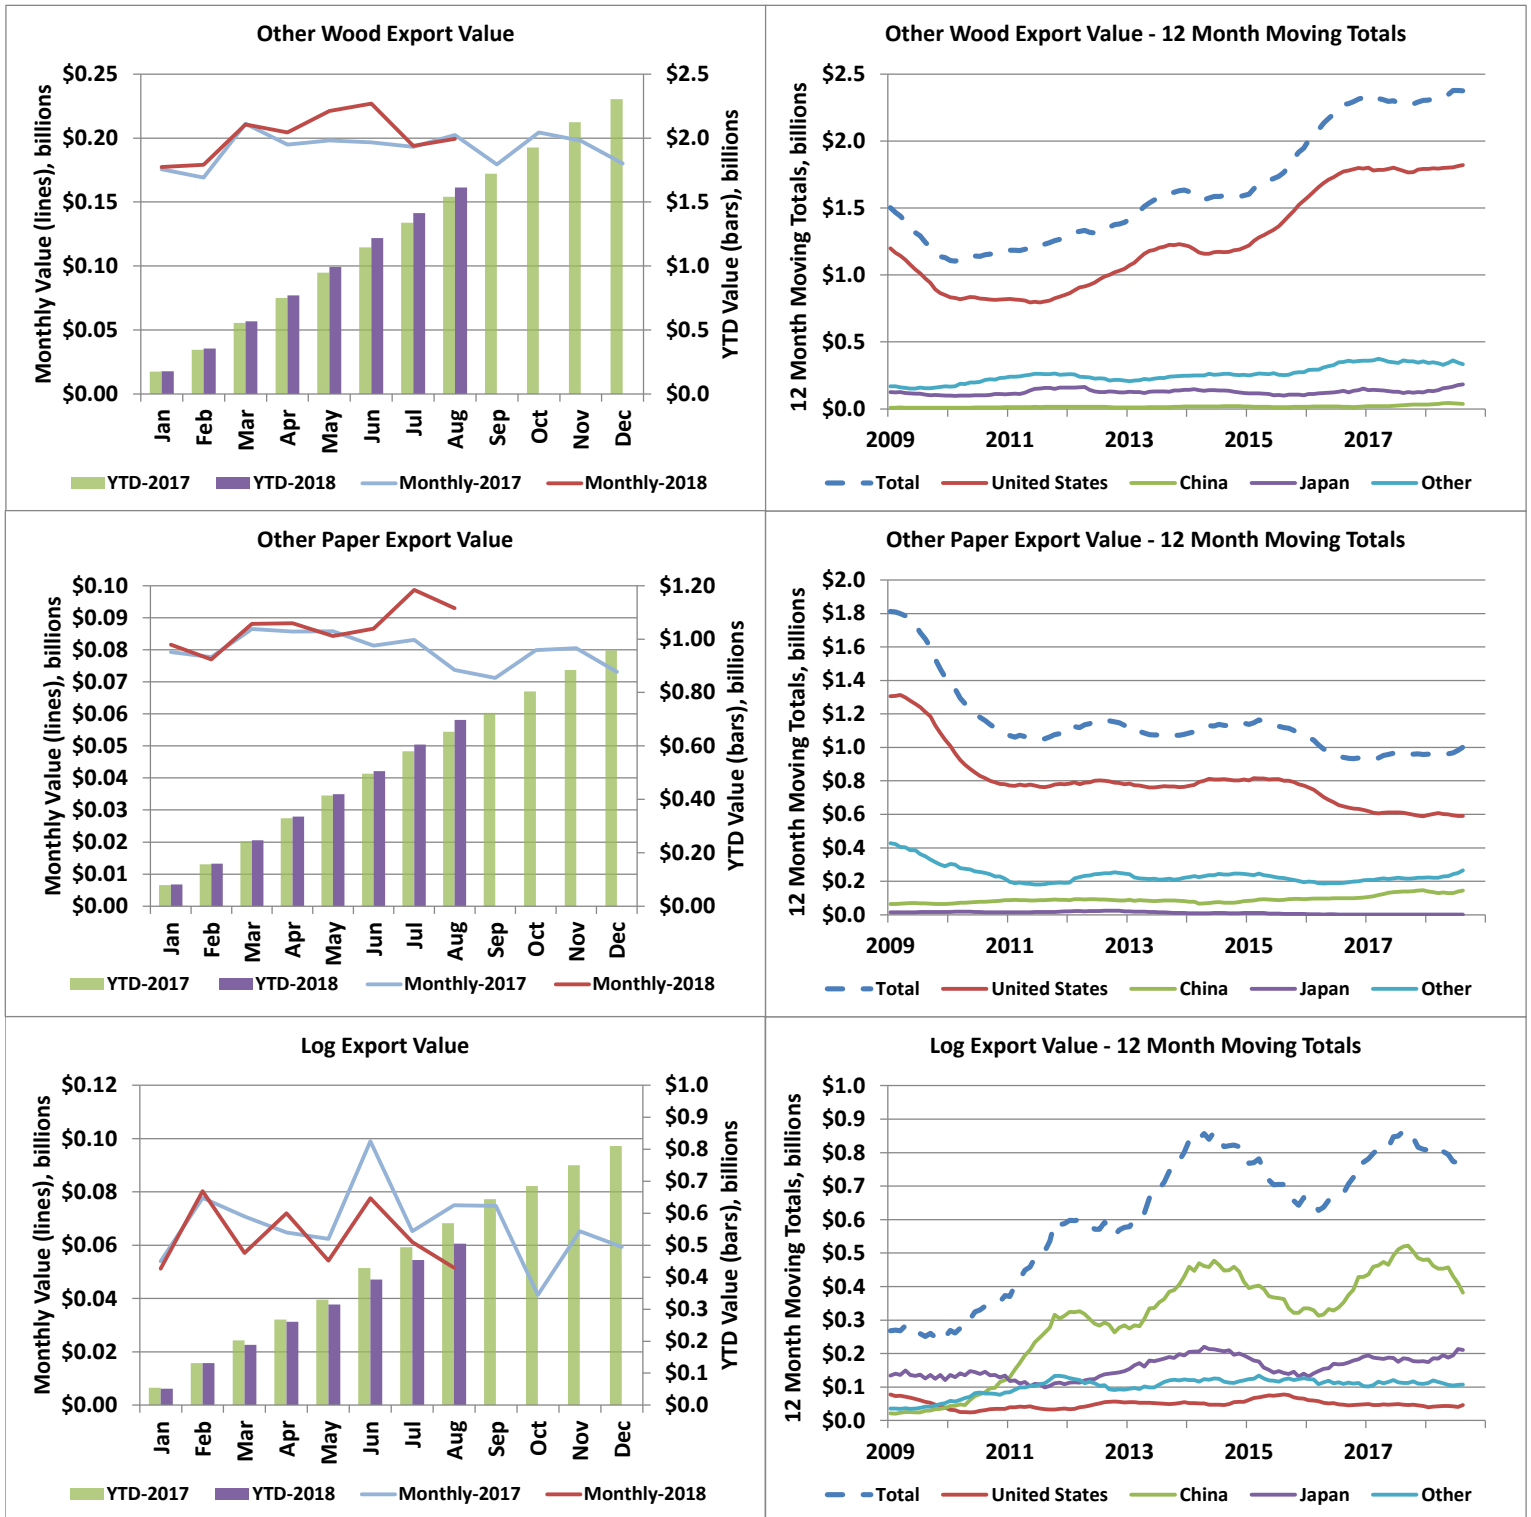 Other Wood Export Value
Monthly Value (lines), billions
$0.25
$0.20
$0.15
$0.10
$0.05
$0.00
$2.5
$2.0
$1.5
$1.0
$0.5
$0.0
YTD Value (bars), billions
Jan Feb Mar Apr May Jun Jul Aug Sep Oct Nov Dec
YTD-2017 YTD-2018 Monthly-2017 Monthly-2018
Other Wood Export Value - 12 Month Moving Totals
12 Month Moving Totals, billions
$2.5
$2.0
$1.5
$1.0
$0.5
$0.0
2009 2011 2013 2015 2017
Total United States China Japan Other
Other Paper Export Value
Monthly Value (lines), billions
$0.10
$0.09
$0.08
$0.07
$0.06
$0.05
$0.04
$0.03
$0.02
$0.01
$0.00
$1.20
$1.00
$0.80
$0.60
$0.40
$0.20
$0.00
YTD Value (bars), billions
Jan Feb Mar Apr May Jun Jul Aug Sep Oct Nov Dec
YTD-2017 YTD-2018 Monthly-2017 Monthly-2018
Other Paper Export Value - 12 Month Moving Totals
12 Month Moving Totals, billions
$2.0
$1.8
$1.6
$1.4
$1.2
$1.0
$0.8
$0.6
$0.4
$0.2
$0.0
2009 2011 2013 2015 2017
Total United States China Japan Other
Log Export Value
Monthly Value (lines), billions
$0.12
$0.10
$0.08
$0.06
$0.04
$0.02
$0.00
$1.0
$0.9
$0.8
$0.7
$0.6
$0.5
$0.4
$0.3
$0.2
$0.1
$0.0
YTD Value (bars), billions
Jan Feb Mar Apr May Jun Jul Aug Sep Oct Nov Dec
YTD-2017 YTD-2018 Monthly-2017 Monthly-2018
Log Export Value - 12 Month Moving Totals
12 Month Moving Totals, billions
$1.0
$0.9
$0.8
$0.7
$0.6
$0.5
$0.4
$0.3
$0.2
$0.1
$0.0
2009 2011 2013 2015 2017
Total United States China Japan Other